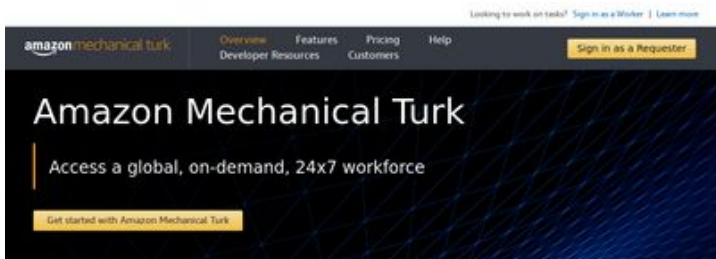 Looking to work on tasks? Sign in as a Worker | Learn more
amazon mechanical turk
Overview Features Pricing Help
Developer Resources Customers
Sign in as a Requester
Amazon Mechanical Turk
Access a global, on-demand, 24x7 workforce
Get started with Amazon Mechanical Turk